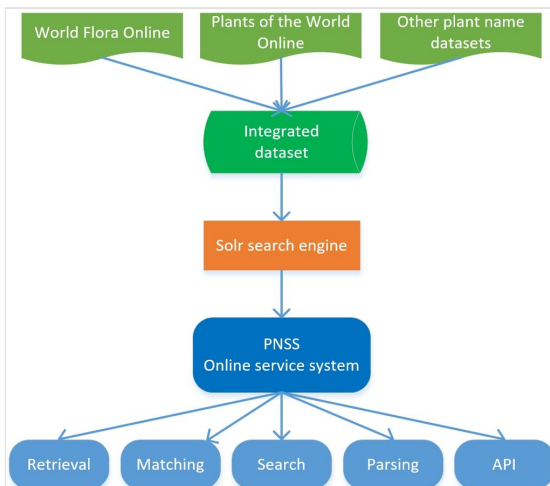 World Flora Online
Plants of the World
Online
Other plant name
datasets
Integrated
dataset
Solr search engine
PNSS
Online service system
Retrieval
Matching
Search
Parsing
API